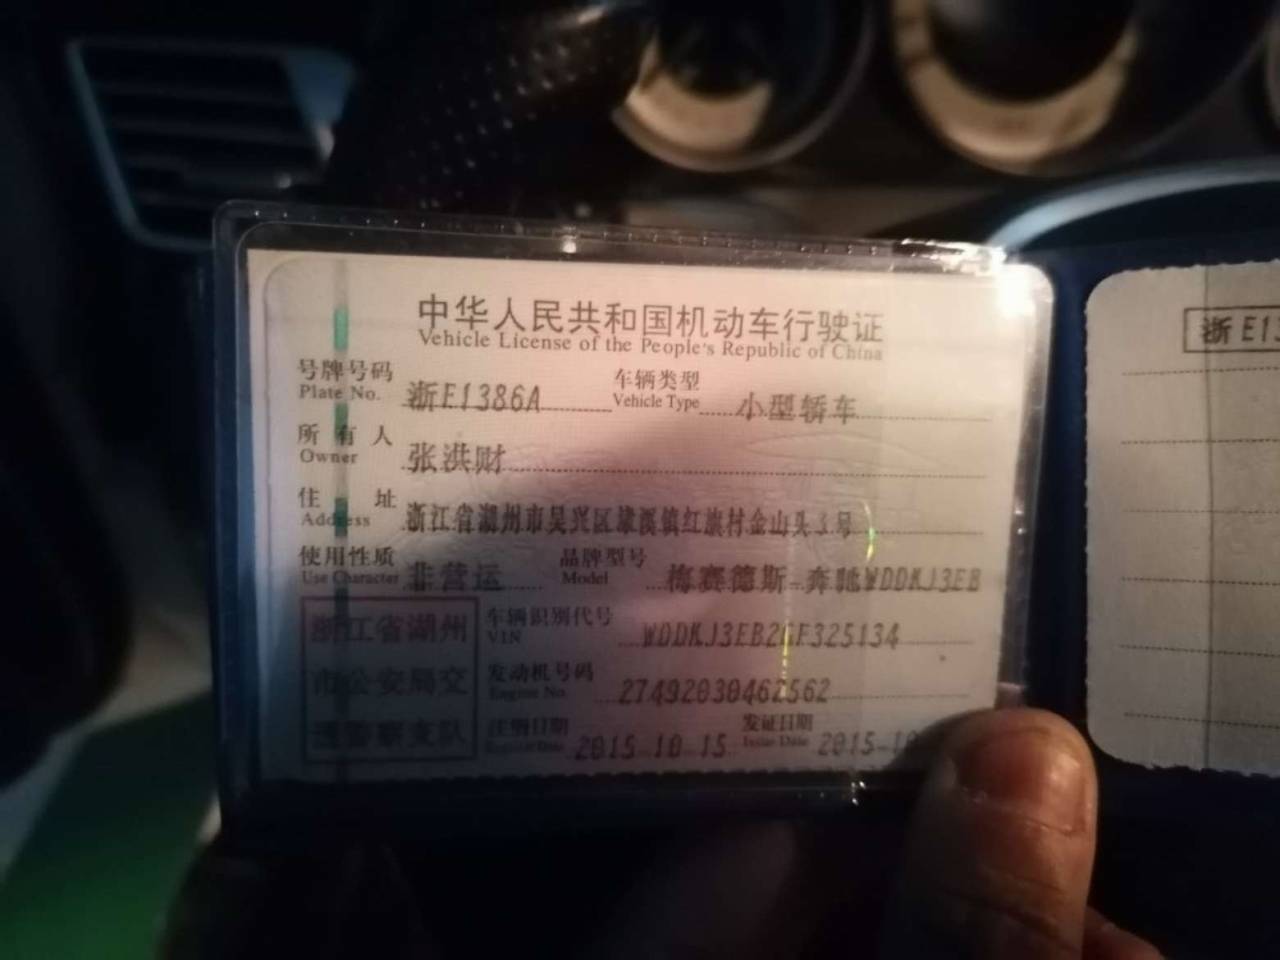 中华人民共和国机动车行驶证
Vehicle License of the People's Republic of China
号牌号码 浙E1386A 车辆类型 小型轿车
Plate No. Vehicle Type
所有人 张洪财
Owner
住址 浙江省湖州市吴兴区埭溪镇红旗村金山头3号
Address
使用性质 非营运 品牌型号 梅赛德斯-奔驰WDDKJ3EB
Use Character Model
浙江省湖州
市公安局交
通警察支队
车辆识别代号 WDDKJ3EB2GF325134
VIN
发动机号码 27492030462562
Engine No.
注册日期 2015-10-15 发证日期 2015-10
Register Date Issue Date
浙E13